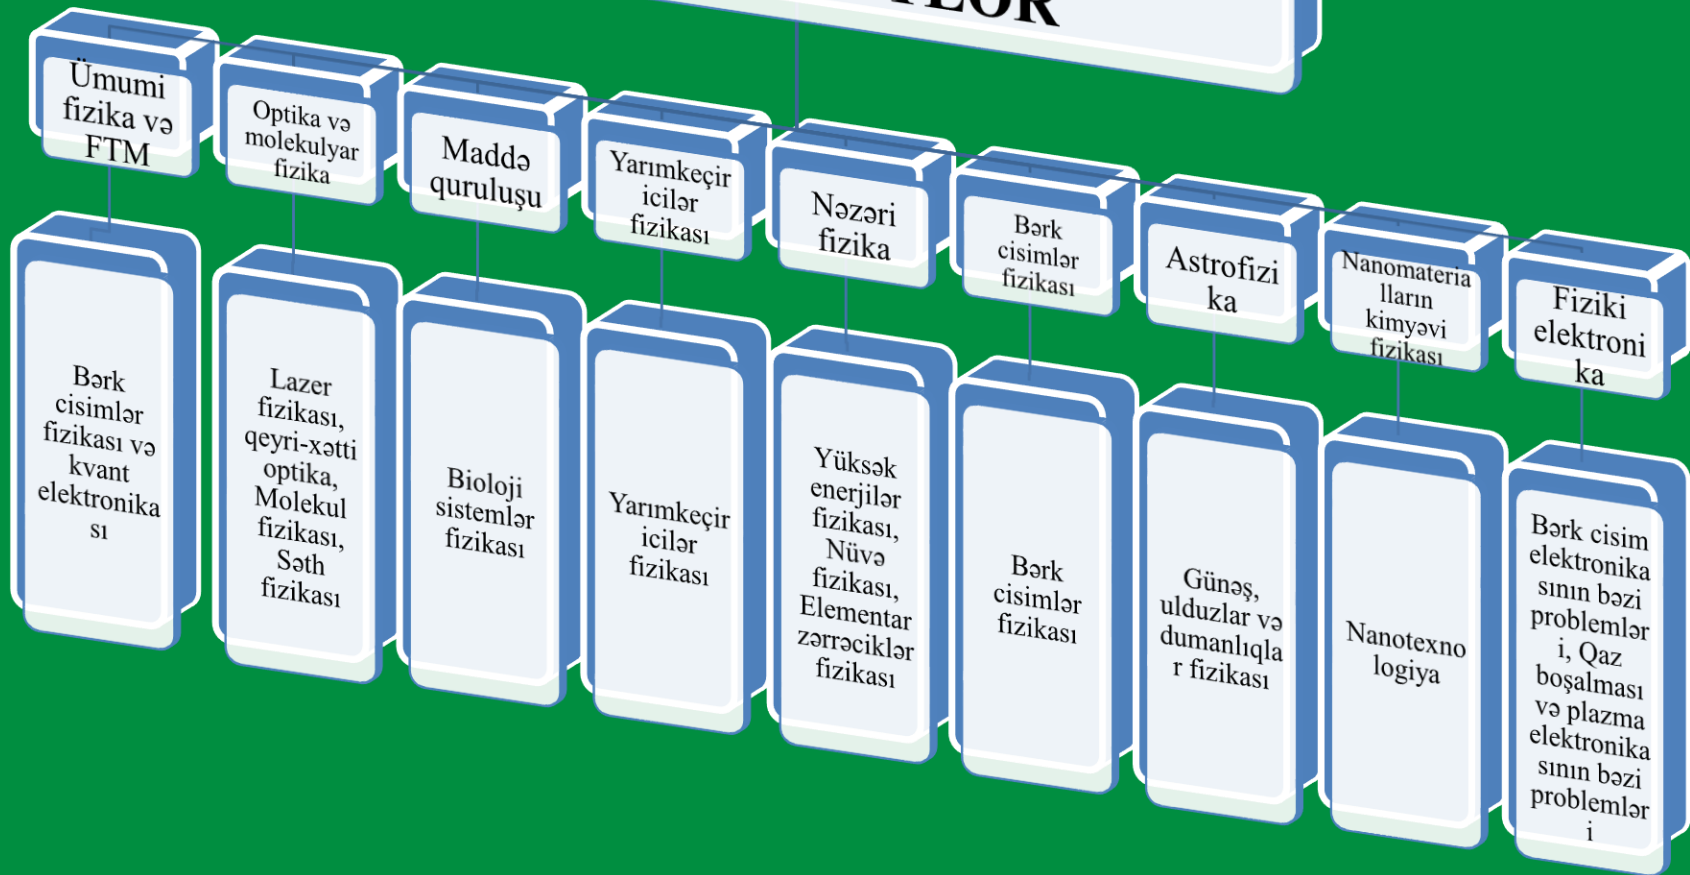 Ümumi
fizika və
FTM
Optika və
molekulyar
fizika
Maddə
quruluşu
Yarımkeçir
icilər
fizikası
Nəzəri
fizika
Bərk
cisimlər
fizikası
Astrofizi
ka
Nanomateria
lların
kimyəvi
fizikası
Fiziki
elektroni
ka
Bərk
cisimlər
fizikası və
kvant
elektronika
sı
Lazer
fizikası,
qeyri-xətti
optika,
Molekul
fizikası,
Səth
fizikası
Bioloji
sistemlər
fizikası
Yarımkeçir
icilər
fizikası
Yüksək
enerjilər
fizikası,
Nüvə
fizikası,
Elementar
zərrəciklər
fizikası
Bərk
cisimlər
fizikası
Günəş,
ulduzlar və
dumanlıqla
r fizikası
Nanotexno
logiya
Bərk cisim
elektronika
sının bəzi
problemlər
i, Qaz
boşalması
və plazma
elektronika
sının bəzi
problemlər
i